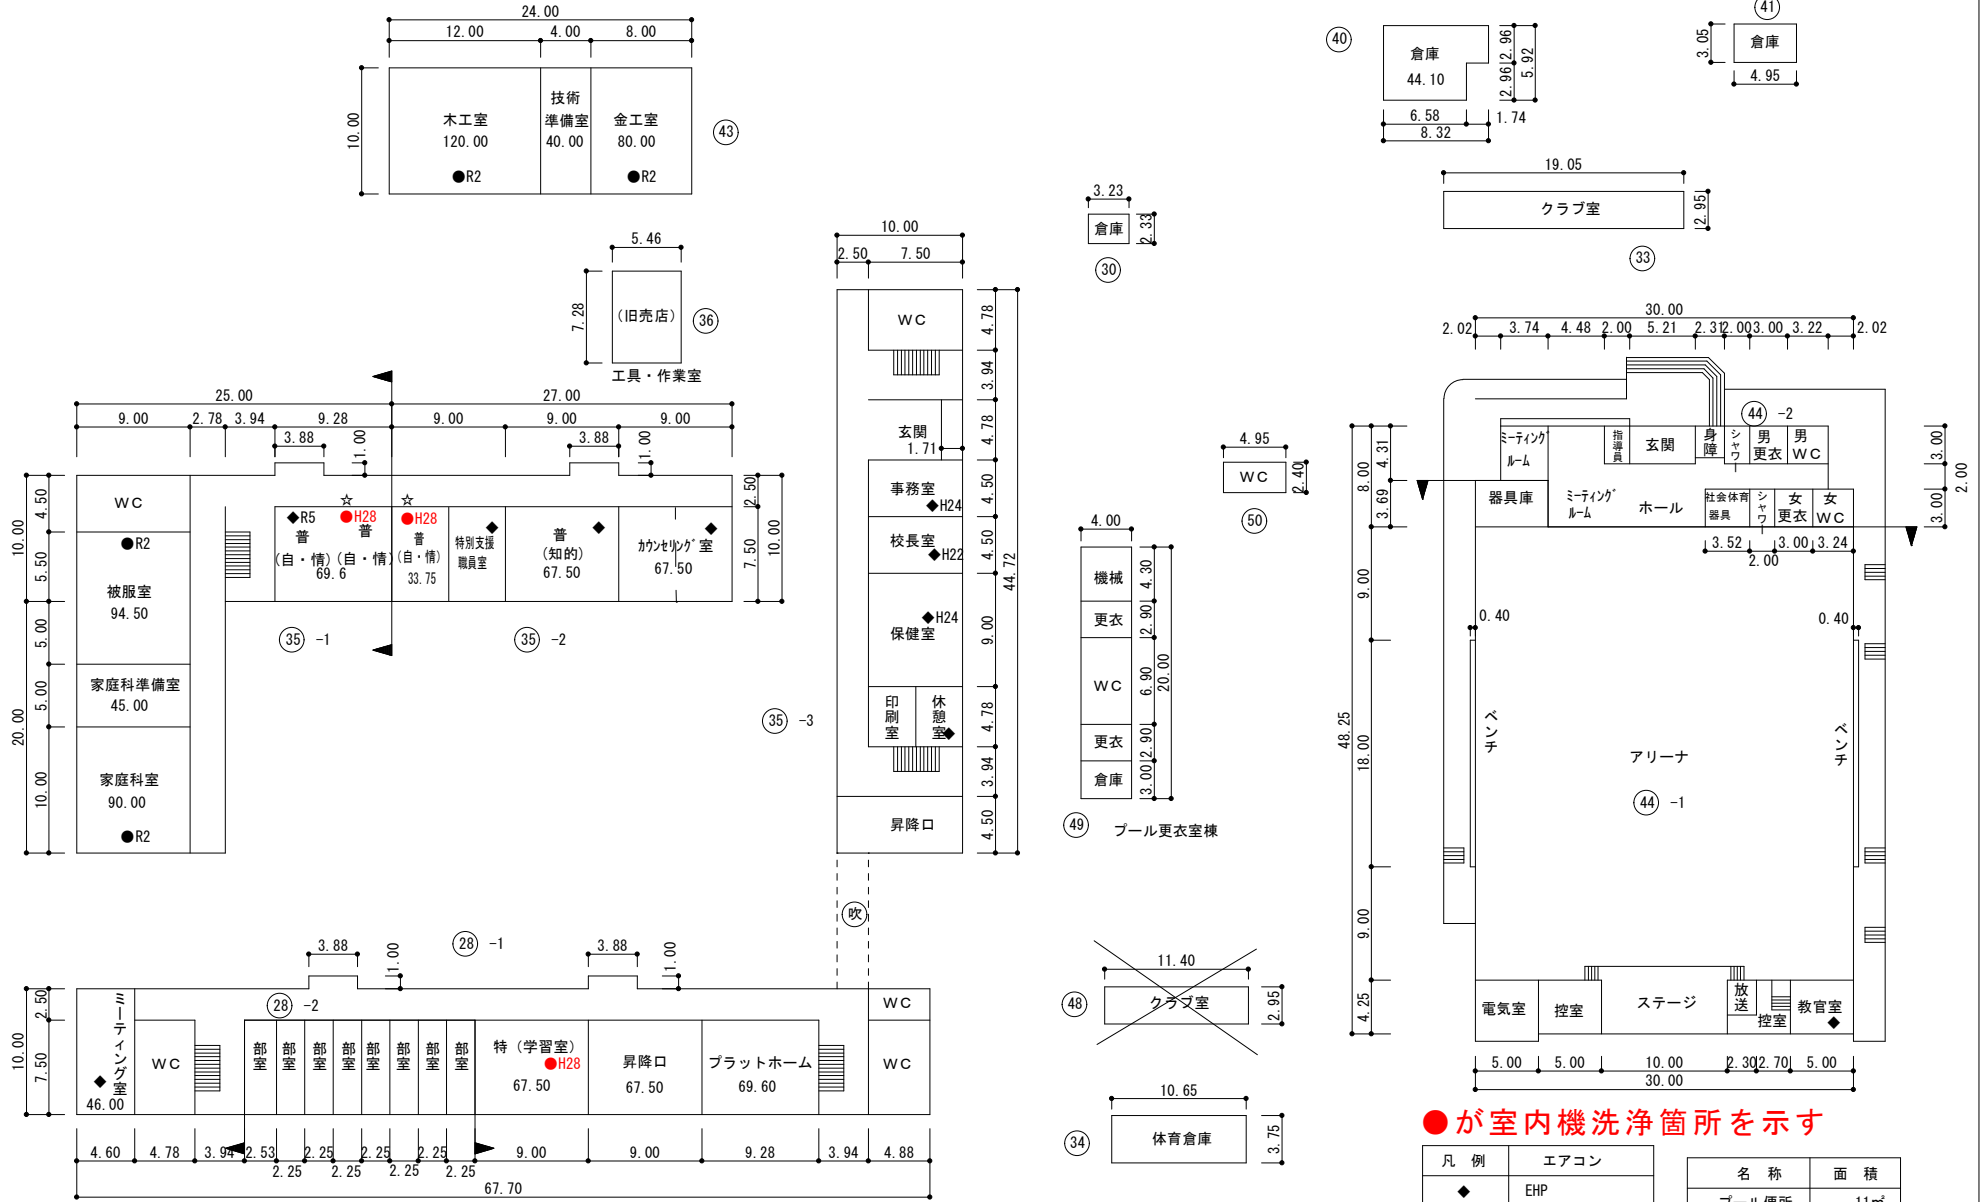 24.00
12.00 4.00 8.00
10.00
木工室
120.00
●R2
技術
準備室
40.00
金工室
80.00
●R2
43
5.46
7.28
(旧売店)
36
工具・作業室
40
倉庫
44.10
2.96
2.96
5.92
6.58 1.74
8.32
41
3.05
倉庫
4.95
19.05
クラブ室
2.95
33
3.23
倉庫
2.33
30
25.00 27.00
9.00 2.78 3.94 9.28 9.00 9.00 9.00
3.88 1.00 3.88 1.00
10.00
4.50
5.50
20.00
5.00
5.00
10.00
WC
●R2
被服室
94.50
家庭科準備室
45.00
家庭科室
90.00
●R2
◆R5
普
(自・情)
69.6
☆
●H28
普
(自・情)
☆
●H28
普
(自・情)
33.75
特別支援
職員室
◆
普
(知的)
67.50
◆
カウンセリング室
67.50
◆
2.50
7.50
10.00
35 -1
35 -2
35 -3
10.00
2.50 7.50
WC
玄関
1.71
事務室
◆H24
校長室
◆H22
◆H24
保健室
印刷室
休憩室
◆
昇降口
4.78
3.94
4.78
4.50
4.50
9.00
4.78
3.94
4.50
44.72
吹
4.95
WC
2.40
50
4.00
機械
更衣
WC
更衣
倉庫
4.30
2.90
6.90
2.90
3.00
20.00
49
プール更衣室棟
48
11.40
クラブ室
2.95
34
10.65
体育倉庫
3.75
30.00
2.02 3.74 4.48 2.00 5.21 2.31 2.00 3.00 3.22 2.02
44 -2
ミーティング
ルーム
指導員
玄関
身障
シャワ
男
更衣
男
WC
器具庫
ミーティング
ルーム
ホール
社会体育
器具
シャワ
女
更衣
女
WC
3.52 3.00 3.24
2.00
3.00
2.00
3.00
4.31
3.69
8.00
9.00
18.00
9.00
4.25
48.25
0.40 0.40
ベンチ
ベンチ
アリーナ
44 -1
電気室
控室
ステージ
放送
控室
教官室
◆
5.00 5.00 10.00 2.30 2.70 5.00
30.00
28 -1
28 -2
3.88 1.00 3.88 1.00
2.50
7.50
10.00
ミーティング室
◆
46.00
WC
部室
部室
部室
部室
部室
部室
部室
部室
特(学習室)
●H28
67.50
昇降口
67.50
プラットホーム
69.60
WC
WC
4.60 4.78 3.94 2.53 2.25 2.25 2.25 9.00 9.00 9.28 3.94 4.88
2.25 2.25 2.25 2.25
67.70
●が室内機洗浄箇所を示す
凡 例 エアコン
◆ EHP
名 称 面 積
プール便所 11㎡